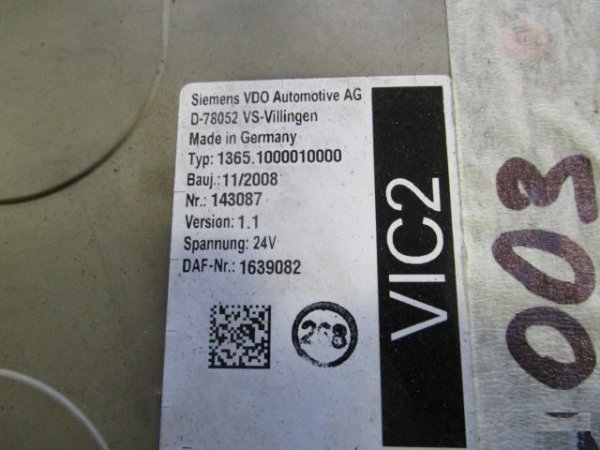 Siemens VDO Automotive AG
D-78052 VS-Villingen
Made in Germany
Typ: 1365.1000010000
Bauj.:11/2008
Nr.: 143087
Version: 1.1
Spannung: 24V
DAF-Nr.: 1639082
208
VIC2
003